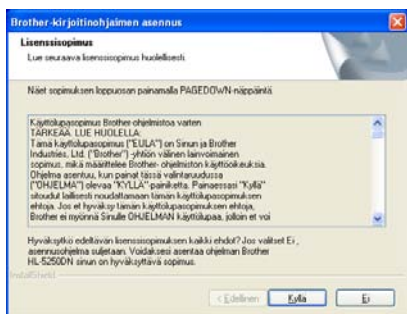 Brother-kirjoitinohjaimen asennus
Lisenssisopimus
Lue seuraava lisenssisopimus huolellisesti.
Näet sopimuksen loppuosan painamalla PAGEDOWN-näppäintä.
Käyttölupasopimus Brother ohjelmistoa varten
TÄRKEÄÄ. LUE HUOLELLA:
Tämä käyttölupasopimus ("EULA") on Sinun ja Brother
Industries, Ltd. ("Brother") -yhtiön välinen lainvoimainen
sopimus, mikä määrittelee Brother- ohjelmiston käyttöoikeuksia.
Ohjelma asentuu, kun painat tässä valintaruudussa
("OHJELMA") olevaa "KYLLÄ"-painiketta. Painaessasi "Kyllä"
sitoudut laillisesti noudattamaan tämän käyttölupasopimuksen
ehtoja. Jos et hyväksy tämän käyttölupasopimuksen ehtoja,
Brother ei myönnä Sinulle OHJELMAN käyttölupaa, jolloin et voi
Hyväksytkö edeltävän lisenssisopimuksen kaikki ehdot? Jos valitset Ei ,
asennusohjelma suljetaan. Voidaksesi asentaa ohjelman Brother
HL-5250DN sinun on hyväksyttävä sopimus.
InstallShield
< Edellinen
Kyllä
Ei